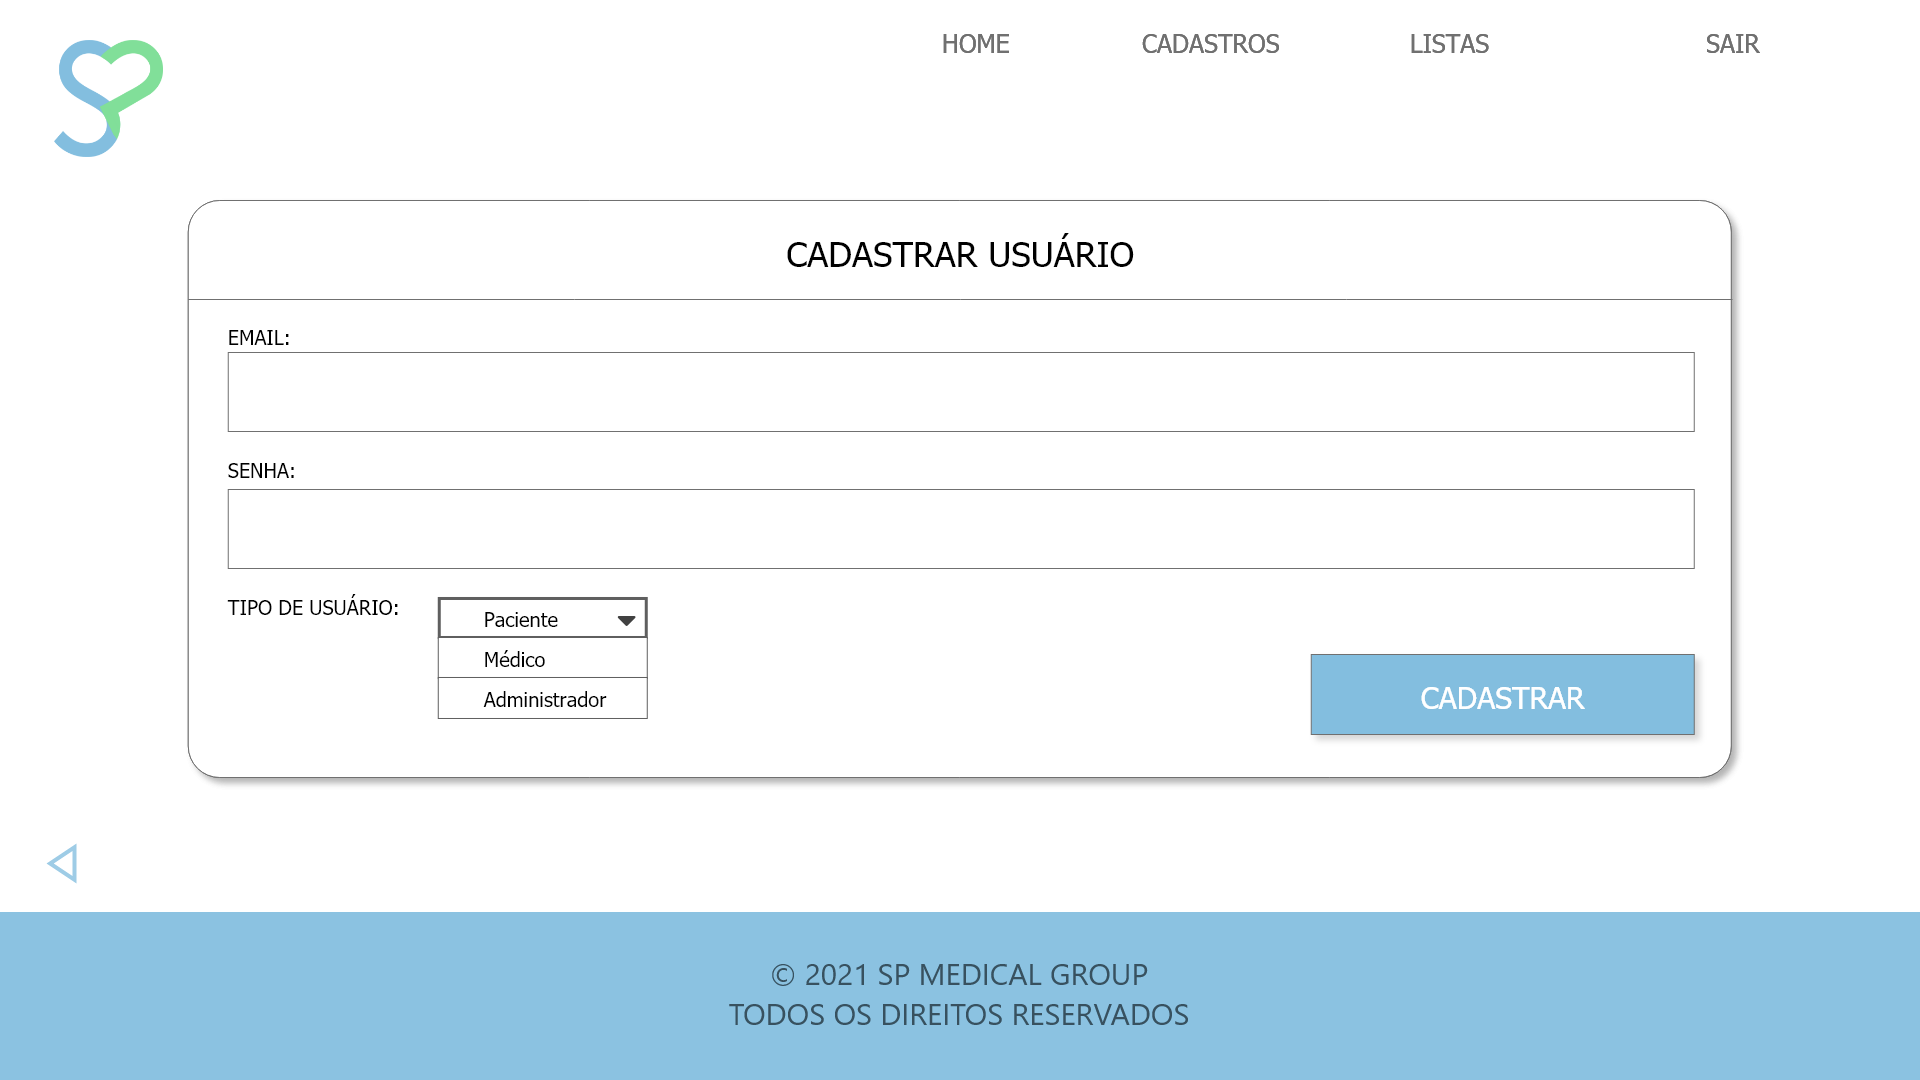 SP
HOME CADASTROS LISTAS SAIR
CADASTRAR USUÁRIO
EMAIL:
SENHA:
TIPO DE USUÁRIO:
Paciente
Médico
Administrador
CADASTRAR
© 2021 SP MEDICAL GROUP
TODOS OS DIREITOS RESERVADOS